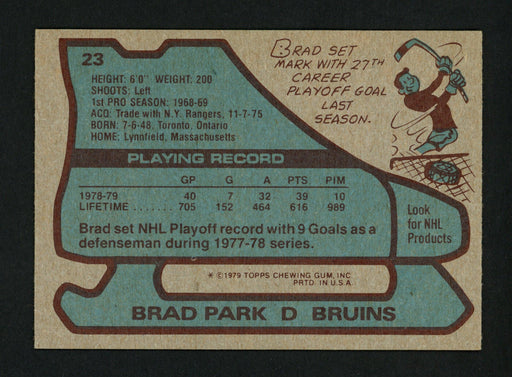 23
HEIGHT: 6'0" WEIGHT: 200
SHOOTS: Left
1st PRO SEASON: 1968-69
ACQ: Trade with N.Y. Rangers, 11-7-75
BORN: 7-6-48, Toronto, Ontario
HOME: Lynnfield, Massachusetts
BRAD SET
MARK WITH 27TH
CAREER
PLAYOFF GOAL
LAST
SEASON.
PLAYING RECORD
GP G A PTS PIM
1978-79 40 7 32 39 10
LIFETIME 705 152 464 616 989
Brad set NHL Playoff record with 9 Goals as a
defenseman during 1977-78 series.
Look
for NHL
Products
* © 1979 TOPPS CHEWING GUM, INC.
PRTD. IN U.S.A.
BRAD PARK D BRUINS